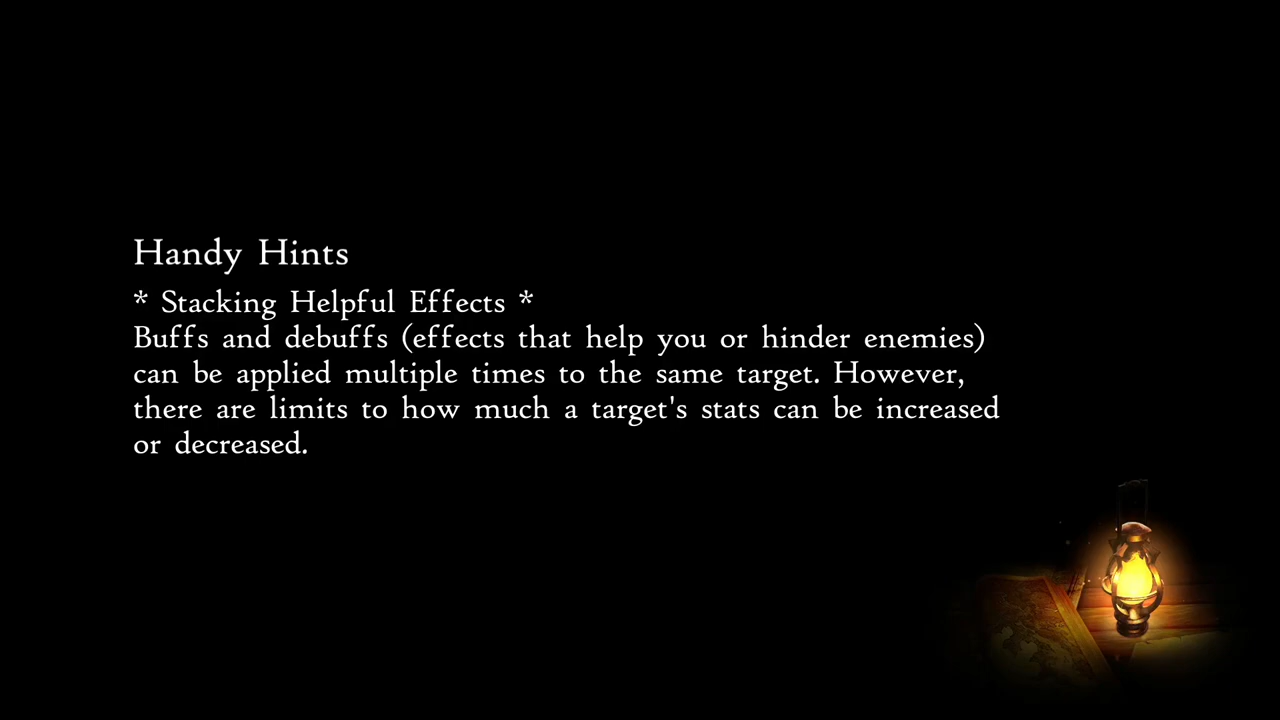 Handy Hints
* Stacking Helpful Effects *
Buffs and debuffs (effects that help you or hinder enemies)
can be applied multiple times to the same target. However,
there are limits to how much a target's stats can be increased
or decreased.